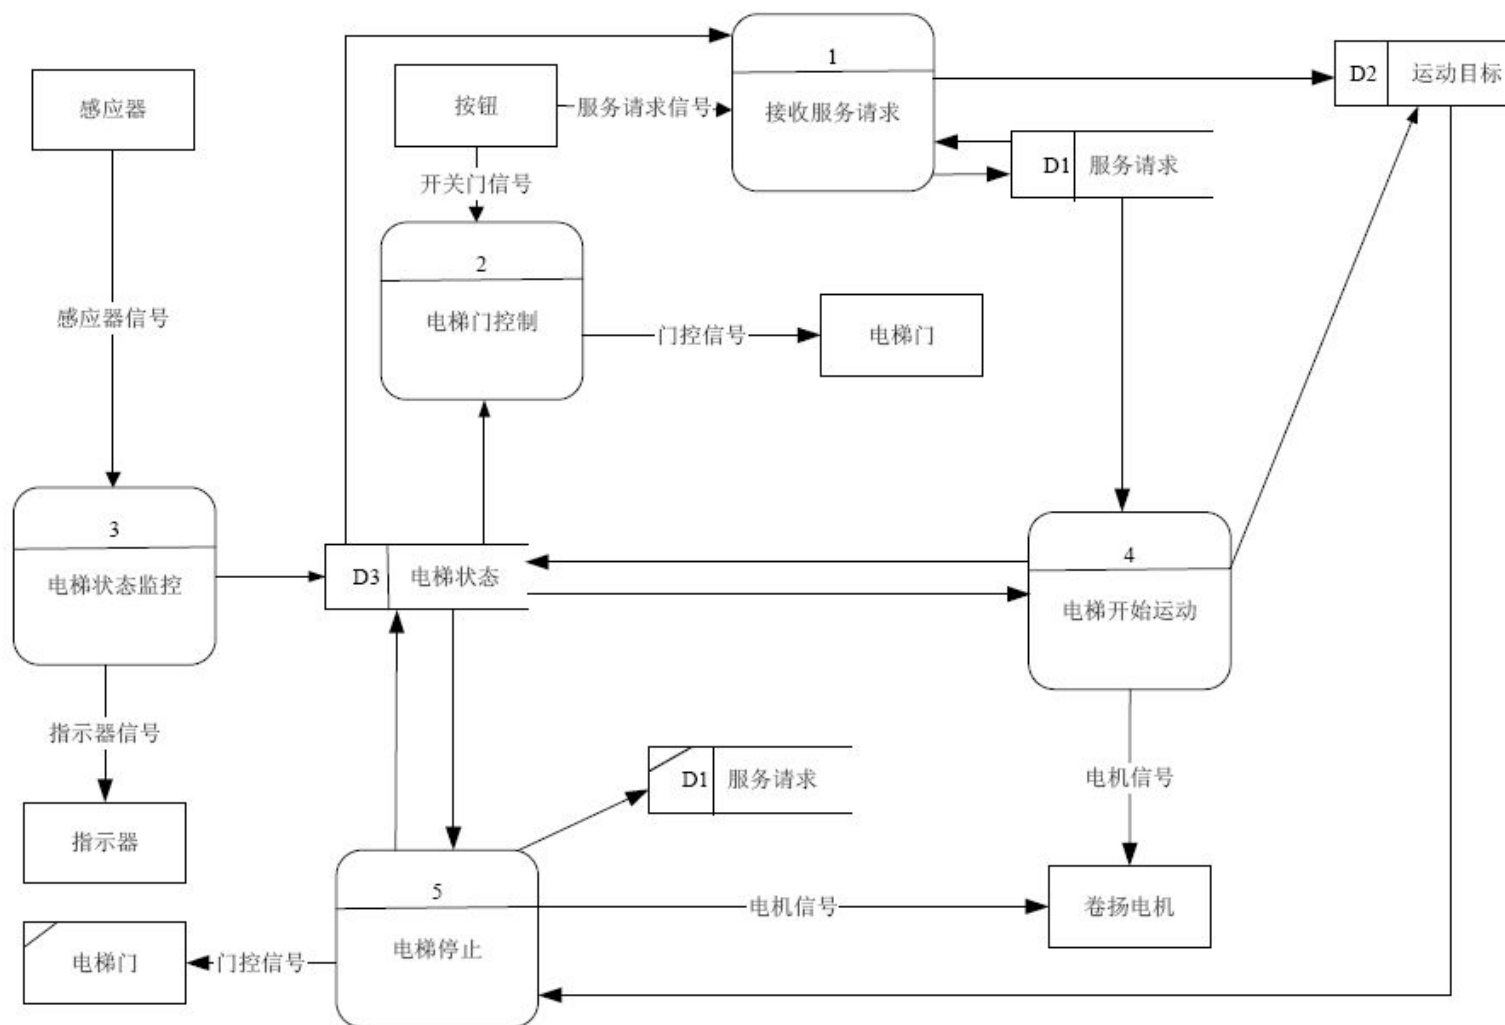 1
D2 运动目标
感应器
按钮
服务请求信号
接收服务请求
D1 服务请求
开关门信号
2
感应器信号
电梯门控制
门控信号
电梯门
3
4
D3 电梯状态
电梯状态监控
电梯开始运动
指示器信号
D1 服务请求
电机信号
指示器
5
电机信号
卷扬电机
电梯停止
电梯门
门控信号